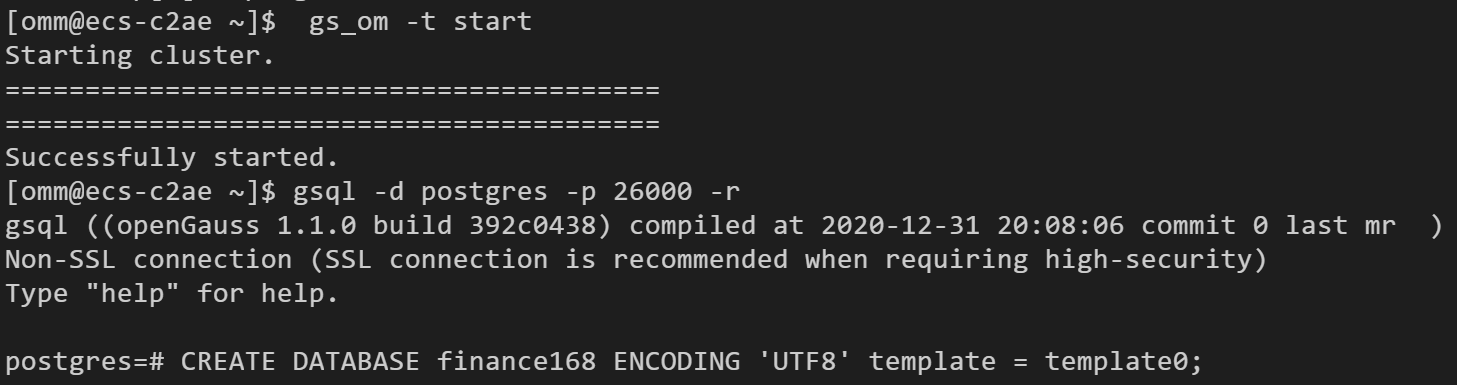 [omm@ecs-c2ae ~]$  gs_om -t start
Starting cluster.
=========================================
=========================================
Successfully started.
[omm@ecs-c2ae ~]$ gsql -d postgres -p 26000 -r
gsql ((openGauss 1.1.0 build 392c0438) compiled at 2020-12-31 20:08:06 commit 0 last mr  )
Non-SSL connection (SSL connection is recommended when requiring high-security)
Type "help" for help.
postgres=# CREATE DATABASE finance168 ENCODING 'UTF8' template = template0;